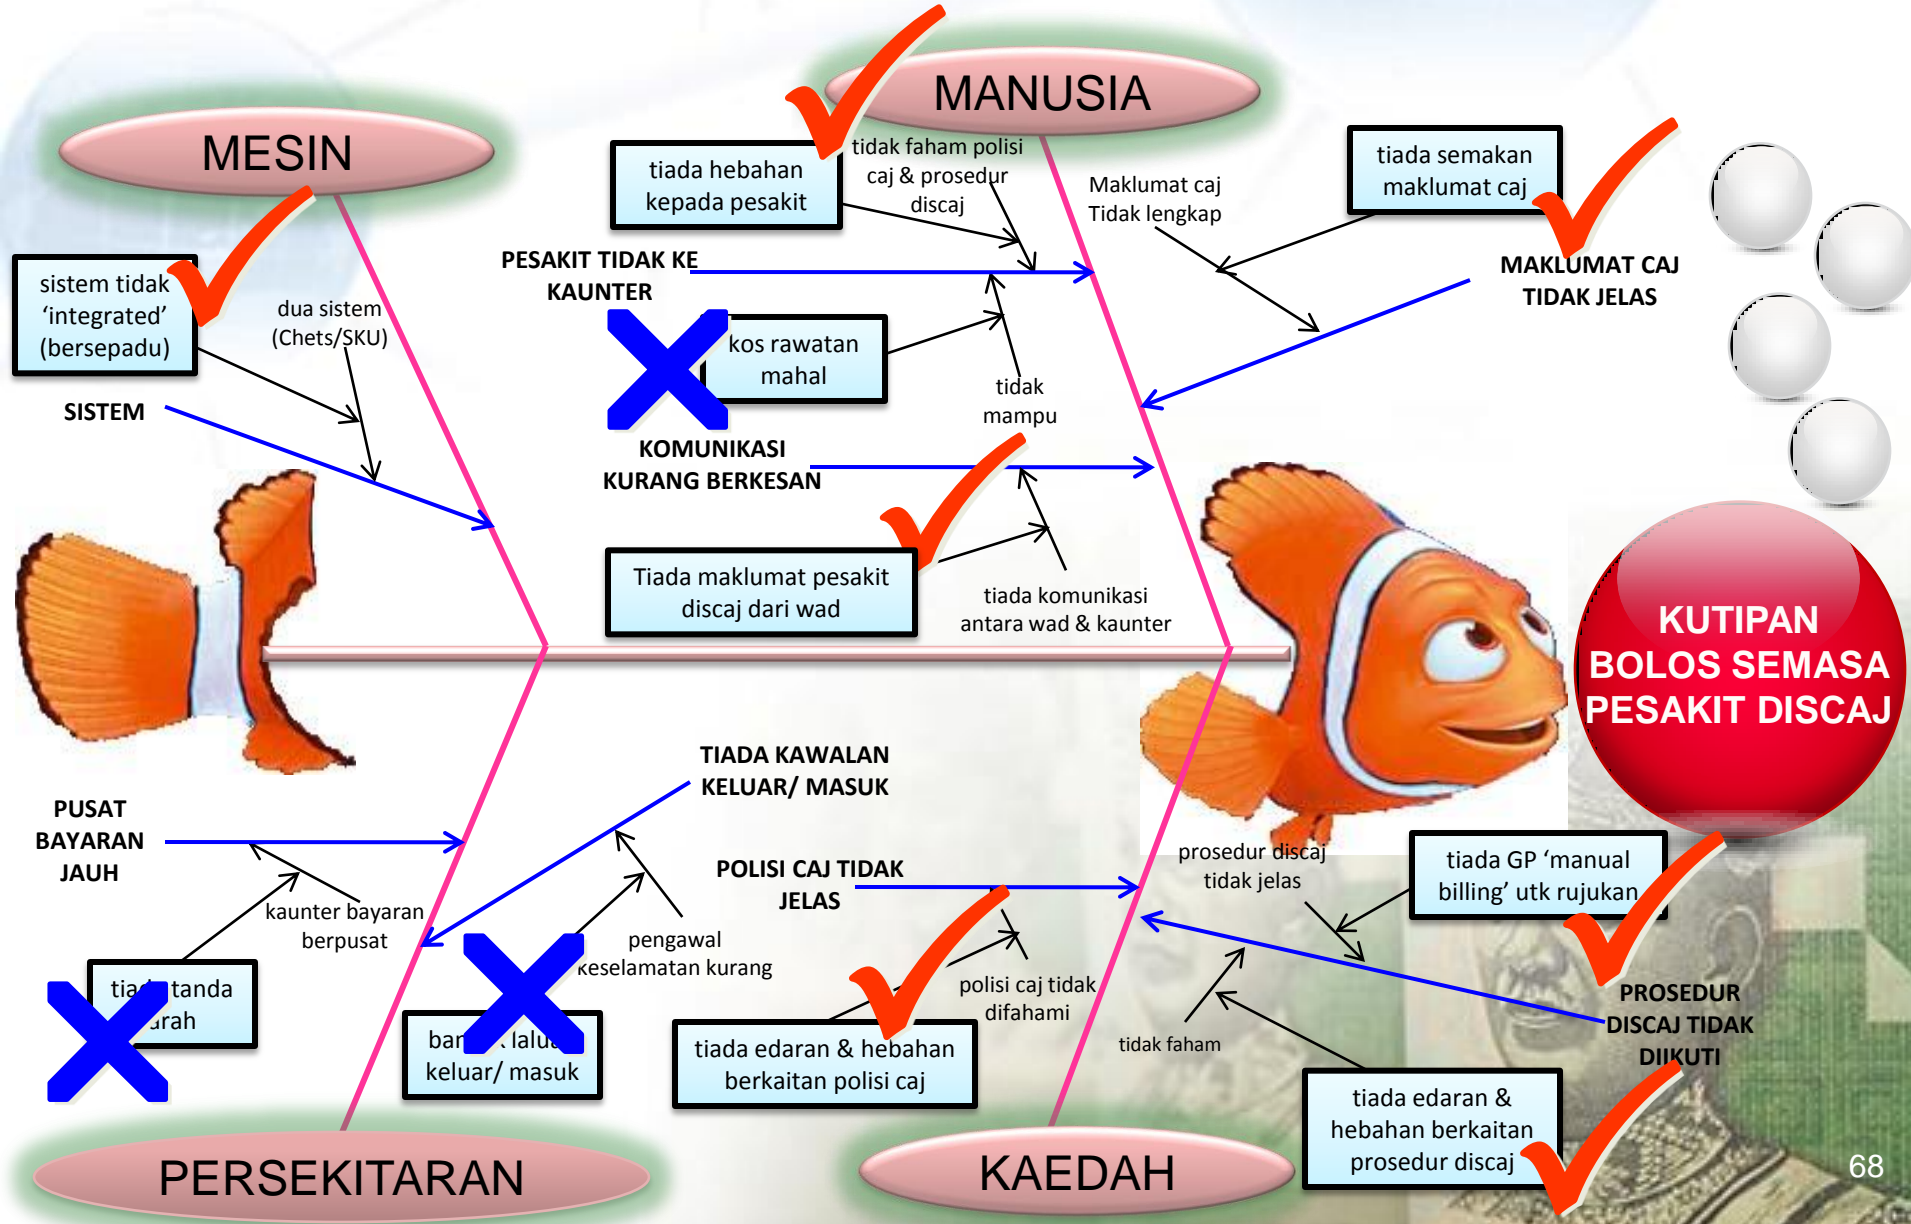 MESIN
MANUSIA
tiada hebahan
kepada pesakit
tidak faham polisi
caj & prosedur
discaj
Maklumat caj
Tidak lengkap
tiada semakan
maklumat caj
sistem tidak
‘integrated’
(bersepadu)
dua sistem
(Chets/SKU)
SISTEM
PESAKIT TIDAK KE
KAUNTER
kos rawatan
mahal
tidak
mampu
MAKLUMAT CAJ
TIDAK JELAS
KOMUNIKASI
KURANG BERKESAN
Tiada maklumat pesakit
discaj dari wad
tiada komunikasi
antara wad & kaunter
KUTIPAN
BOLOS SEMASA
PESAKIT DISCAJ
PUSAT
BAYARAN
JAUH
kaunter bayaran
berpusat
tanda
TIADA KAWALAN
KELUAR/ MASUK
pengawal
keselamatan kurang
keluar/ masuk
POLISI CAJ TIDAK
JELAS
polisi caj tidak
difahami
tiada edaran & hebahan
berkaitan polisi caj
prosedur discaj
tidak jelas
tiada GP ‘manual
billing’ utk rujukan
PROSEDUR
DISCAJ TIDAK
DIIKUTI
tidak faham
tiada edaran &
hebahan berkaitan
prosedur discaj
PERSEKITARAN
KAEDAH
68